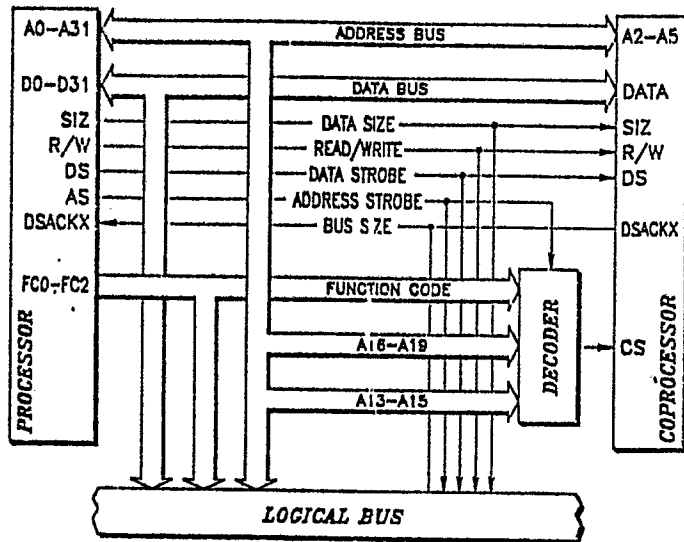 A0-A31
ADDRESS BUS
A2-A5
D0-D31
DATA BUS
DATA
SIZ
DATA SIZE
SIZ
R/W
READ/WRITE
R/W
DS
DATA STROBE
DS
AS
ADDRESS STROBE
DSACKX
BUS S ZE
DSACKX
FC0-FC2
FUNCTION CODE
A16-A19
A13-A15
PROCESSOR
DECODER
CS
COPROCESSOR
LOGICAL BUS